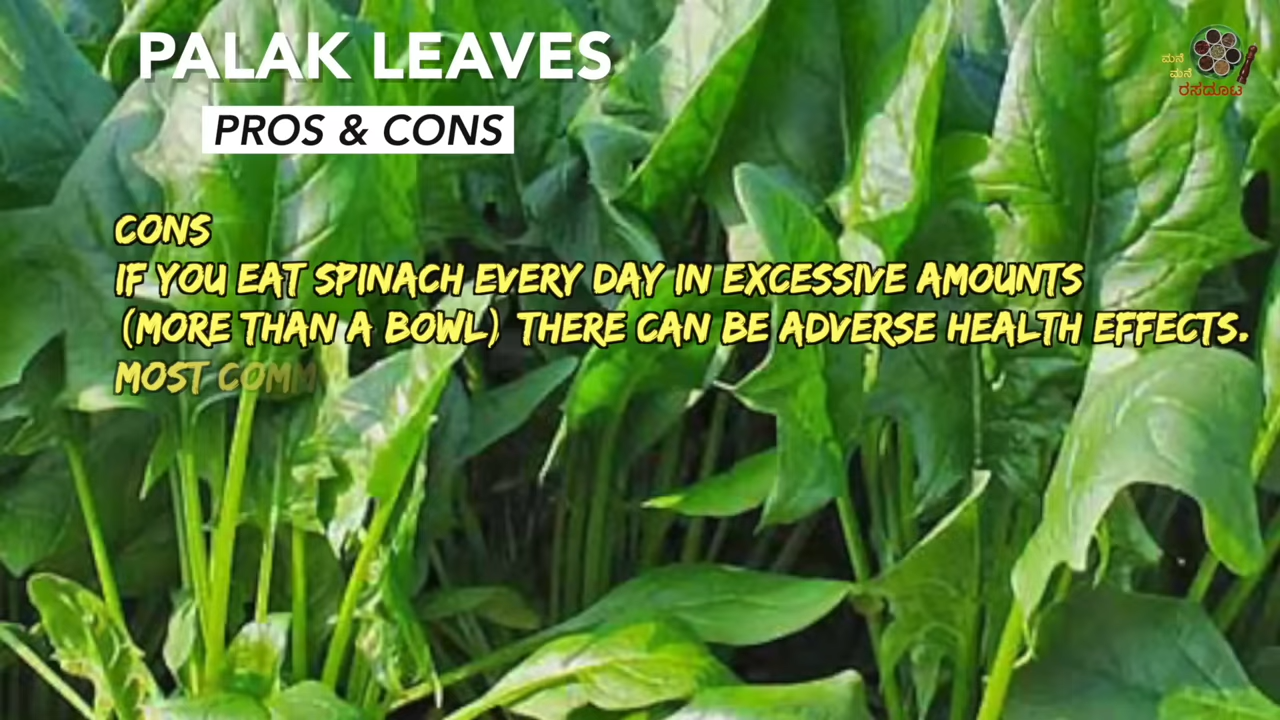 PALAK LEAVES
PROS & CONS
ಮನೆ
ಮನೆ
ರಸದೂಟ
CONS
IF YOU EAT SPINACH EVERY DAY IN EXCESSIVE AMOUNTS
(MORE THAN A BOWL) THERE CAN BE ADVERSE HEALTH EFFECTS.
MOST COMM